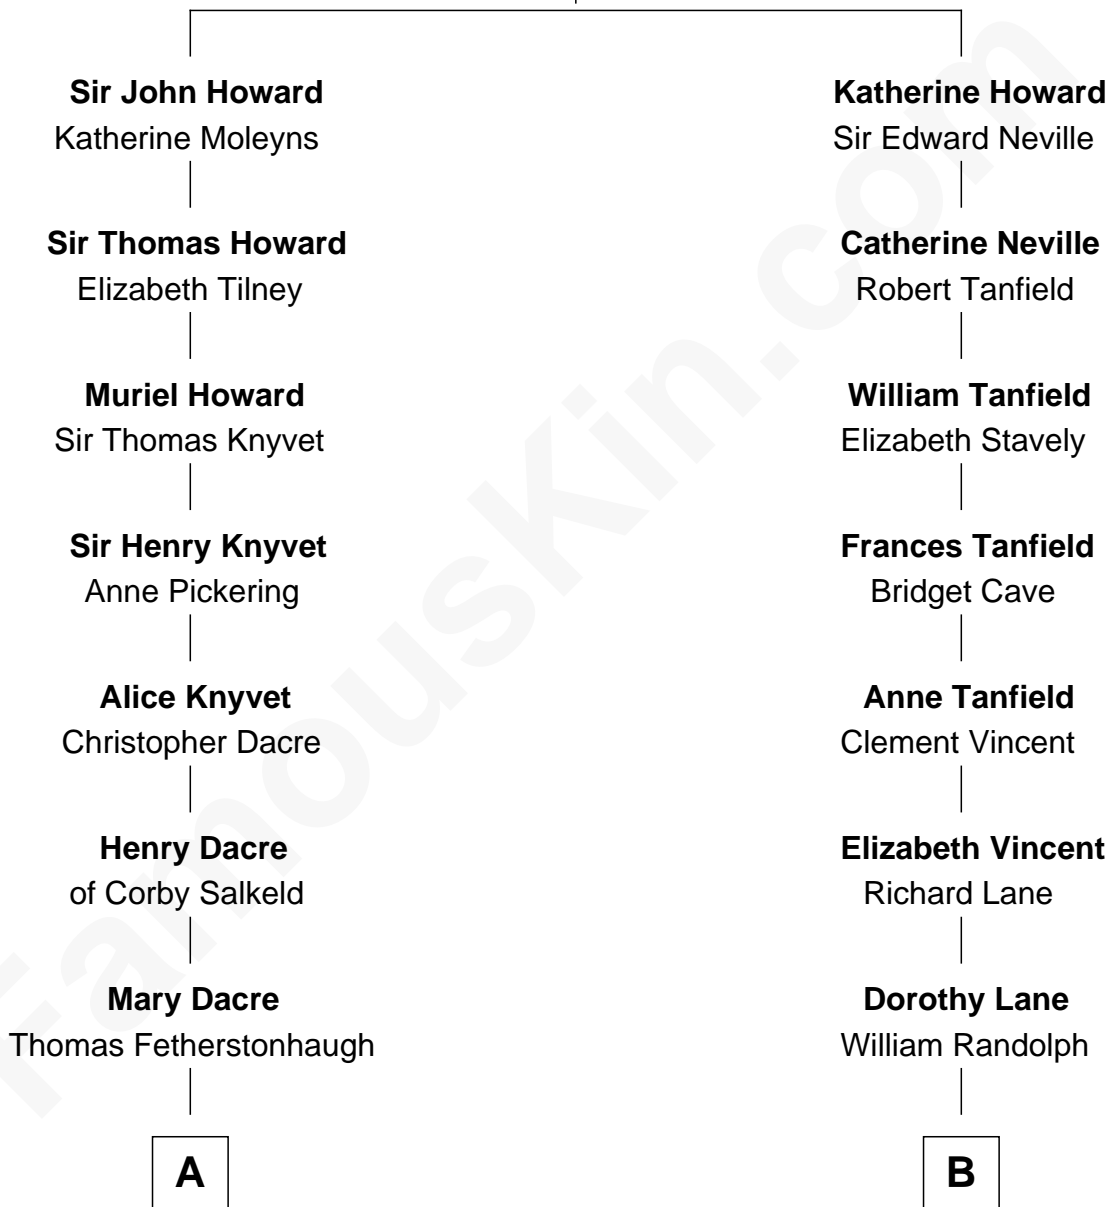 Sir John Howard
Katherine Moleyns
Sir Thomas Howard
Elizabeth Tilney
Muriel Howard
Sir Thomas Knyvet
Sir Henry Knyvet
Anne Pickering
Alice Knyvet
Christopher Dacre
Henry Dacre
of Corby Salkeld
Mary Dacre
Thomas Fetherstonhaugh
A
Katherine Howard
Sir Edward Neville
Catherine Neville
Robert Tanfield
William Tanfield
Elizabeth Stavely
Frances Tanfield
Bridget Cave
Anne Tanfield
Clement Vincent
Elizabeth Vincent
Richard Lane
Dorothy Lane
William Randolph
B
FamousKin.com